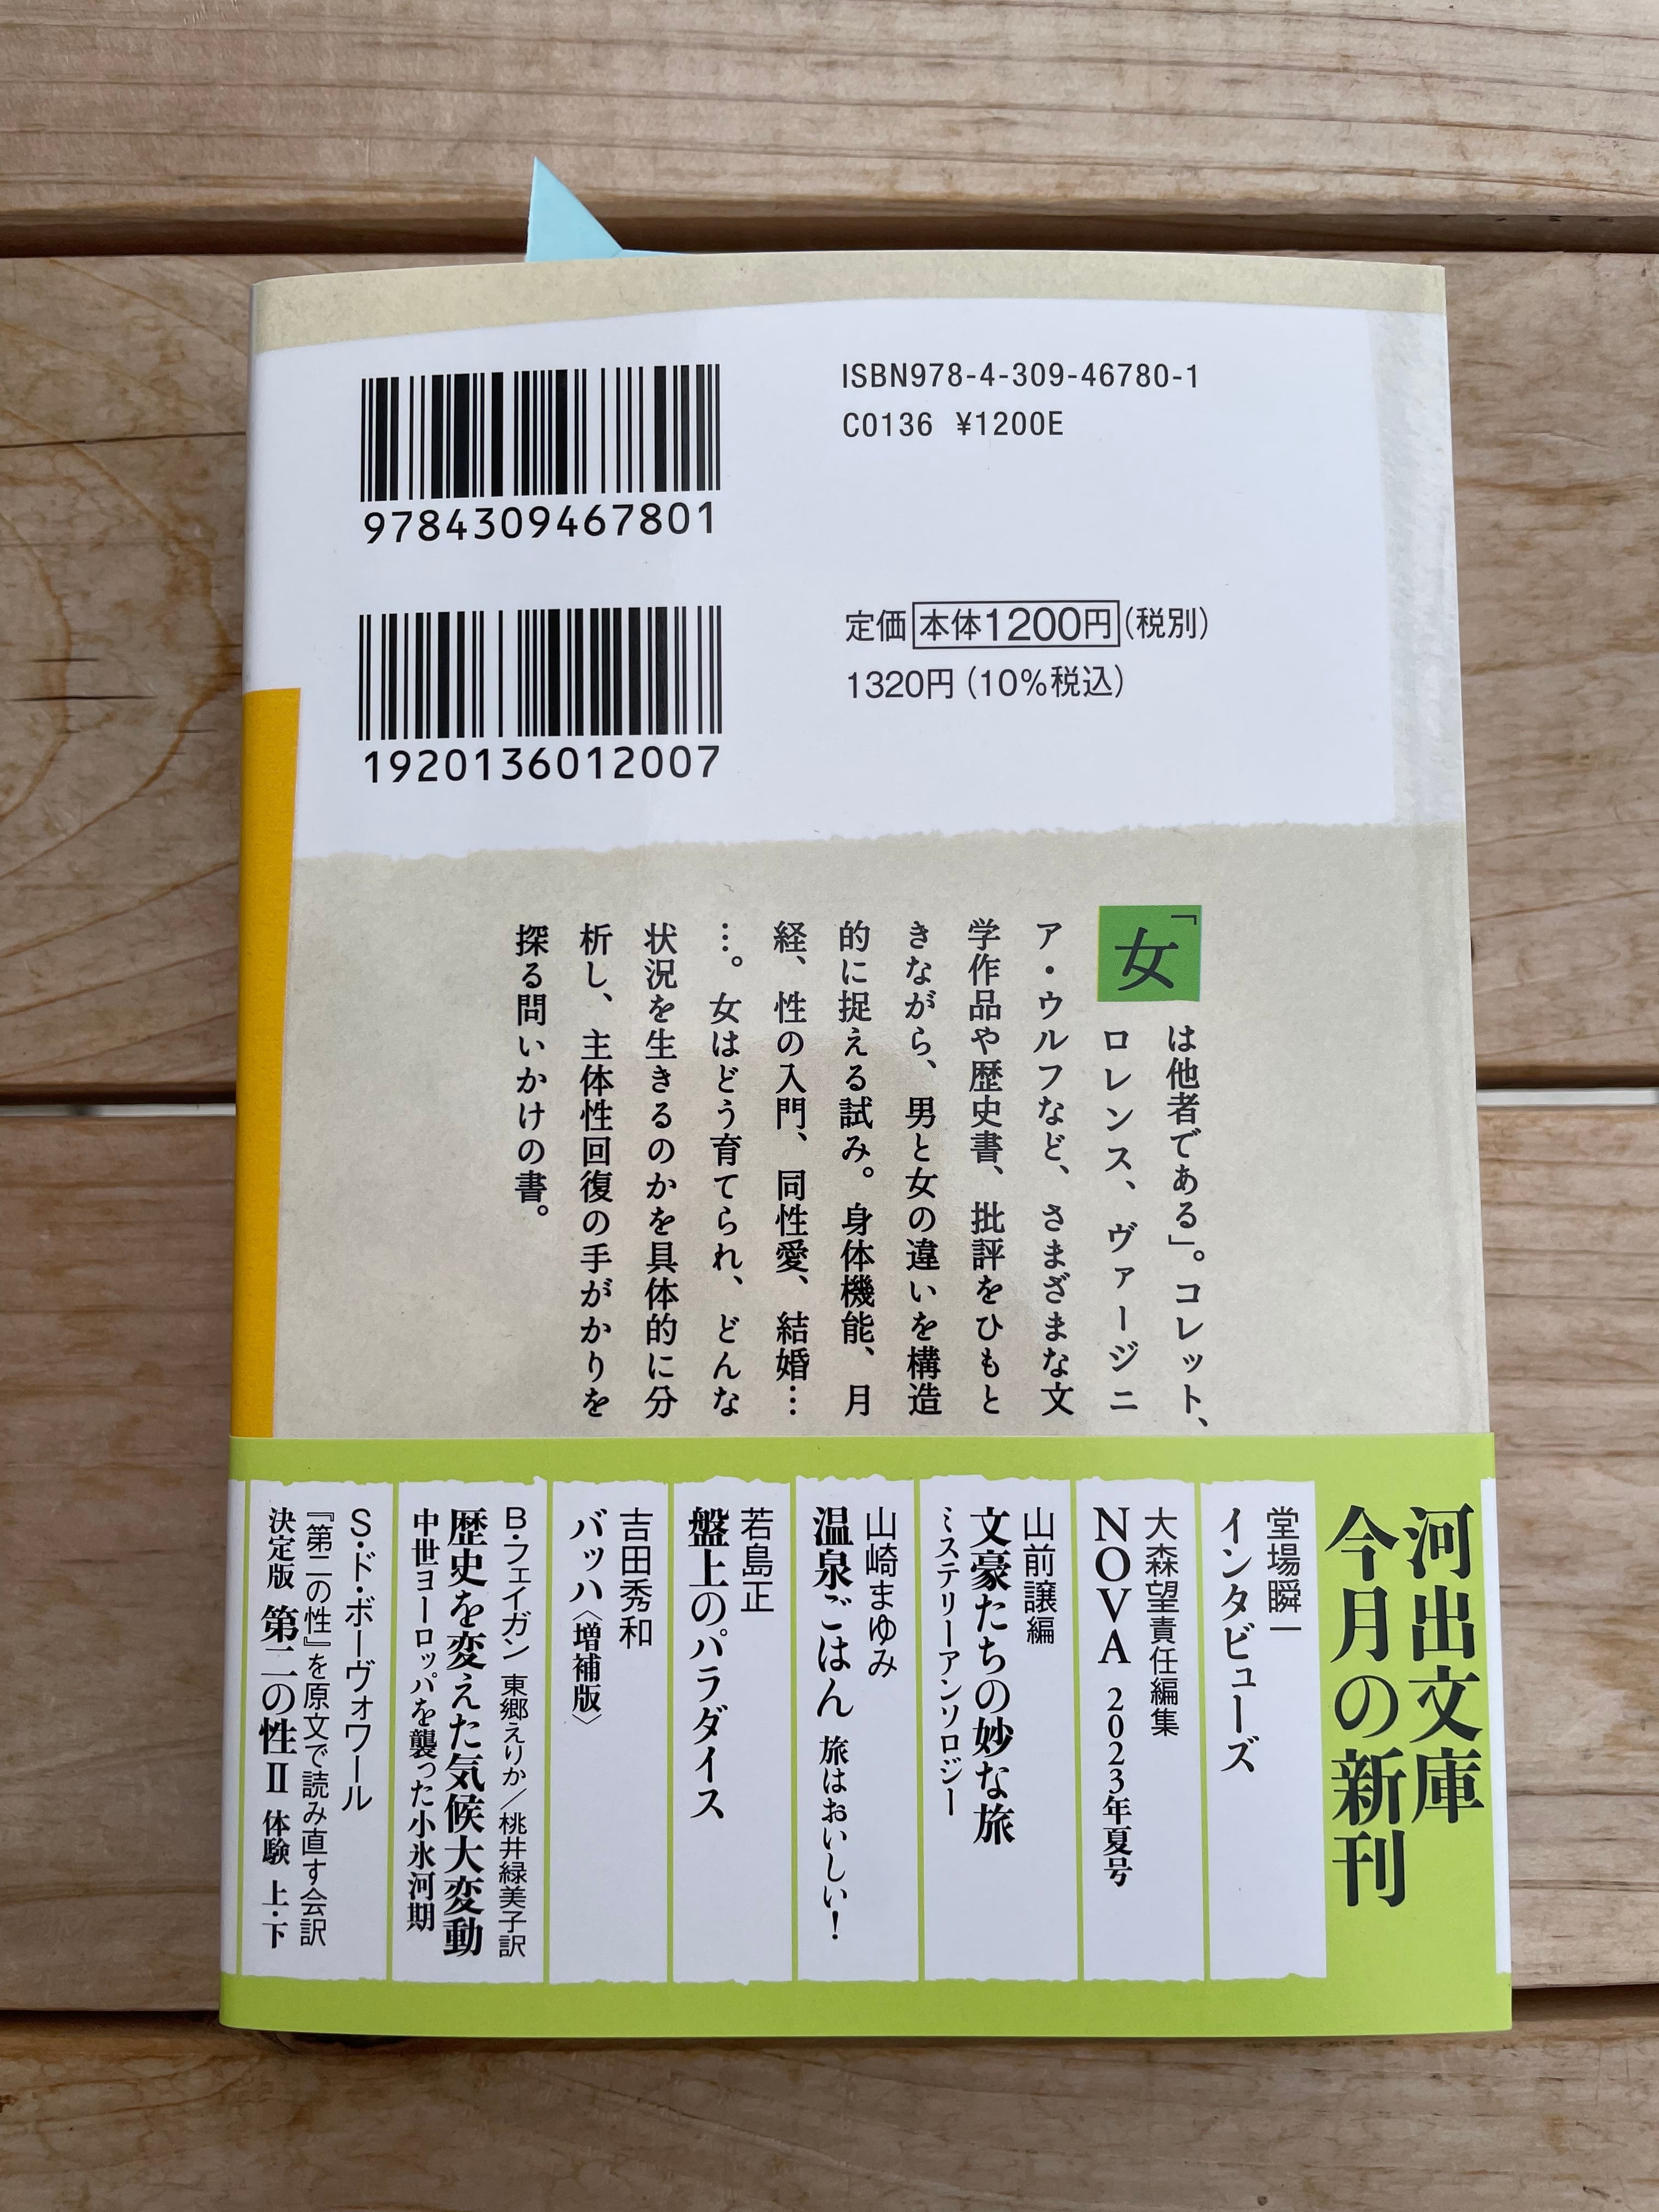 9784309467801
ISBN978-4-309-46780-1
C0136 ¥1200E
1920136012007
定価 本体1200円(税別)
1320円(10%税込)
「女は他者である」。コレット、
ロレンス、ヴァージニ
ア・ウルフなど、さまざまな文
学作品や歴史書、批評をひもと
きながら、男と女の違いを構造
的に捉える試み。身体機能、月
経、性の入門、同性愛、結婚…
…。女はどう育てられ、どんな
状況を生きるのかを具体的に分
析し、主体性回復の手がかりを
探る問いかけの書。
河出文庫
今月の新刊
堂場瞬一
インタビューズ
大森望責任編集
NOVA 2023年夏号
山前譲編
文豪たちの妙な旅
ミステリーアンソロジー
山崎まゆみ
温泉ごはん 旅はおいしい!
若島正
盤上のパラダイス
吉田秀和
バッハ〈増補版〉
B・フェイガン 東郷えりか/桃井緑美子訳
歴史を変えた気候大変動
中世ヨーロッパを襲った小氷河期
S・ド・ボーヴォワール
『第二の性』を原文で読み直す会訳
決定版 第二の性Ⅱ 体験 上・下